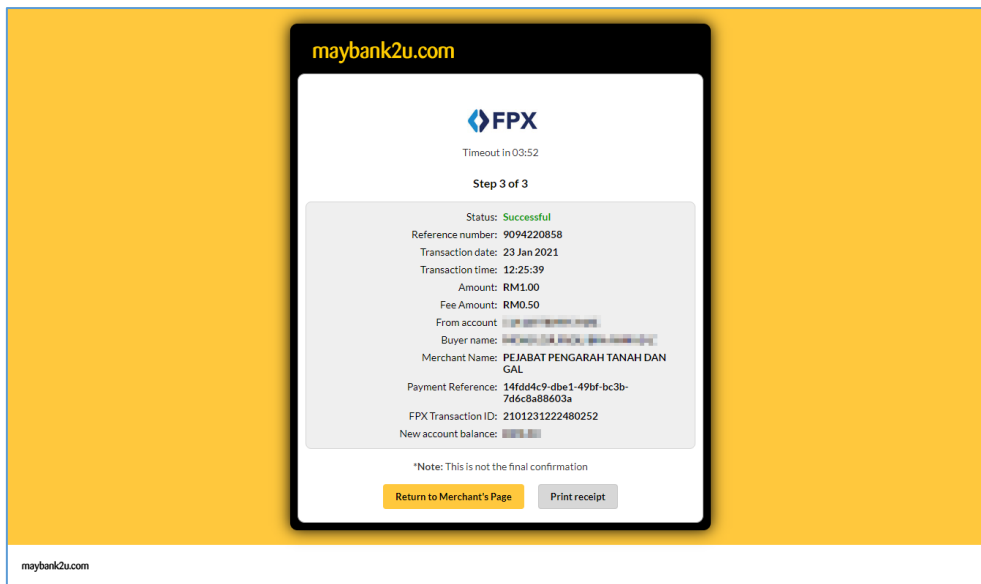 maybank2u.com
FPX
Timeout in 03:52
Step 3 of 3
Status: Successful
Reference number: 9094220858
Transaction date: 23 Jan 2021
Transaction time: 12:25:39
Amount: RM1.00
Fee Amount: RM0.50
From account
Buyer name:
Merchant Name: PEJABAT PENGARAH TANAH DAN
GAL
Payment Reference: 14fdd4c9-dbe1-49bf-bc3b-
7d6c8a88603a
FPX Transaction ID: 2101231222480252
New account balance:
*Note: This is not the final confirmation
Return to Merchant's Page Print receipt
maybank2u.com